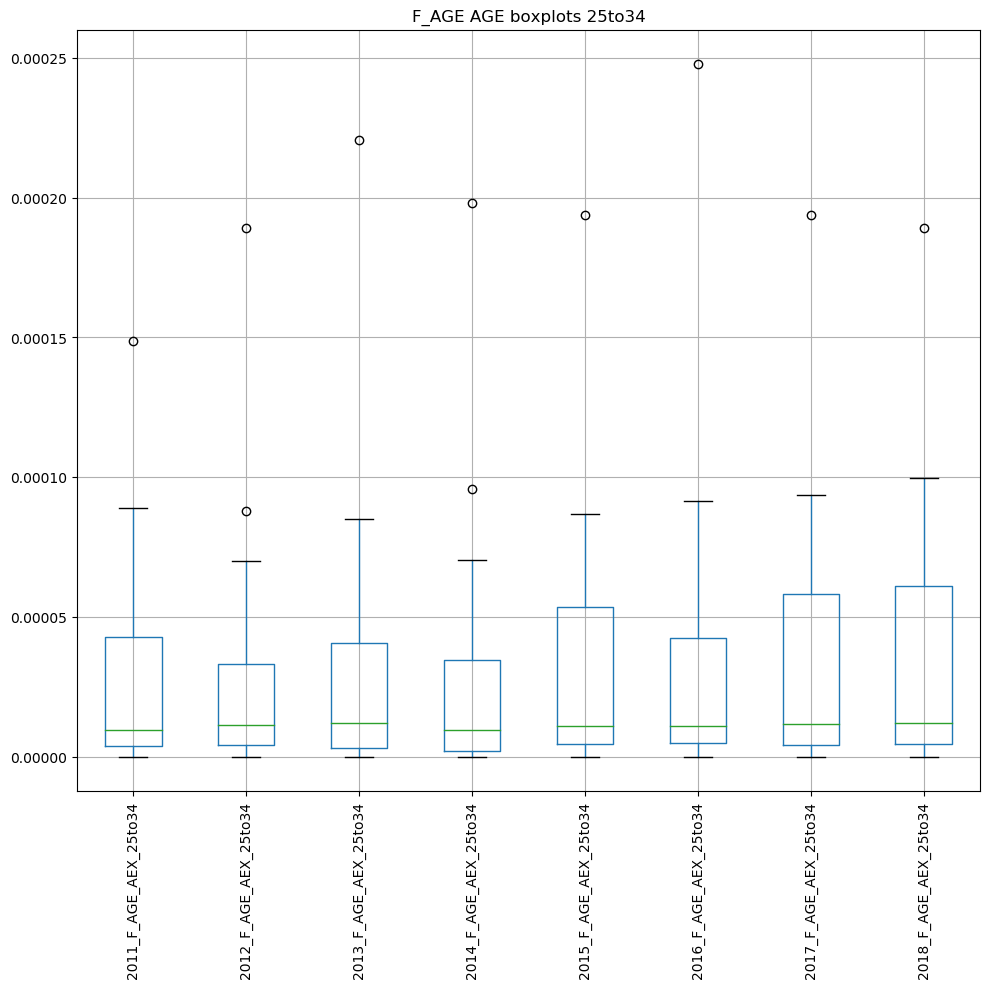 F_AGE AGE boxplots 25to34
0.00025
0.00020
0.00015
0.00010
0.00005
0.00000
2011_F_AGE_AEX_25to34
2012_F_AGE_AEX_25to34
2013_F_AGE_AEX_25to34
2014_F_AGE_AEX_25to34
2015_F_AGE_AEX_25to34
2016_F_AGE_AEX_25to34
2017_F_AGE_AEX_25to34
2018_F_AGE_AEX_25to34